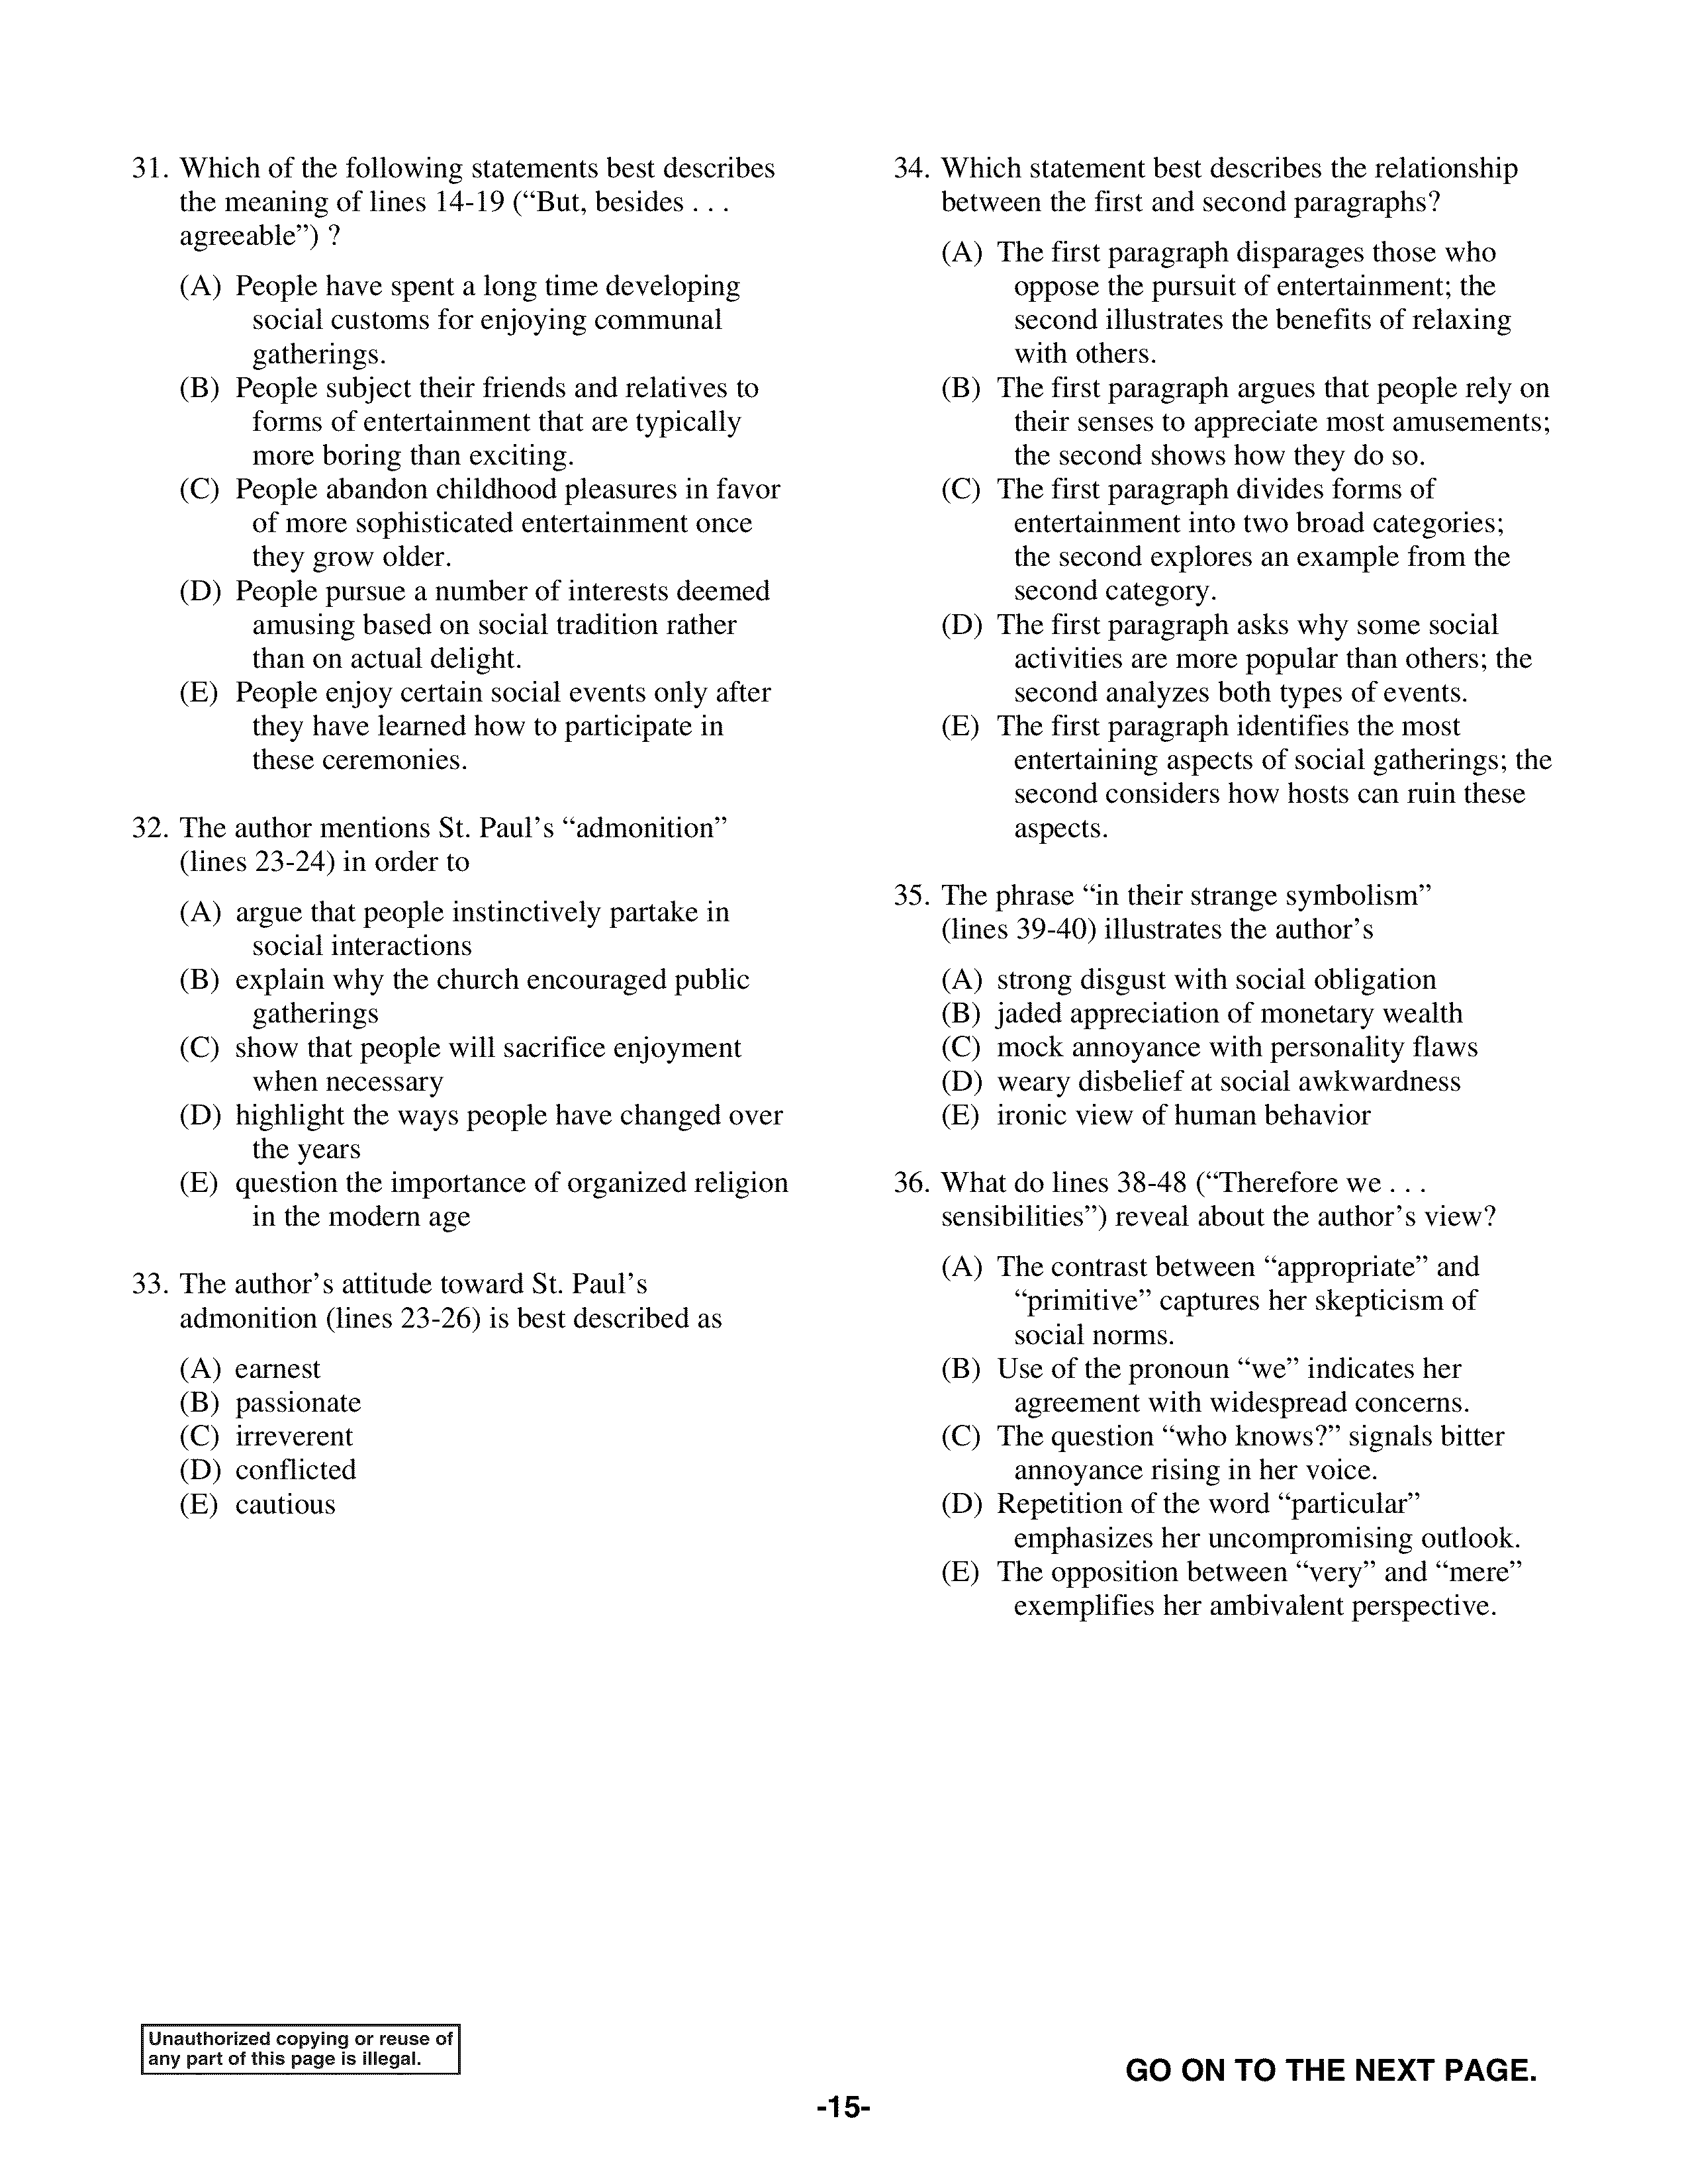 31. Which of the following statements best describes
the meaning of lines 14-19 (“But, besides . . .
agreeable”) ?
(A) People have spent a long time developing
social customs for enjoying communal
gatherings.
(B) People subject their friends and relatives to
forms of entertainment that are typically
more boring than exciting.
(C) People abandon childhood pleasures in favor
of more sophisticated entertainment once
they grow older.
(D) People pursue a number of interests deemed
amusing based on social tradition rather
than on actual delight.
(E) People enjoy certain social events only after
they have learned how to participate in
these ceremonies.
32. The author mentions St. Paul’s “admonition”
(lines 23-24) in order to
(A) argue that people instinctively partake in
social interactions
(B) explain why the church encouraged public
gatherings
(C) show that people will sacrifice enjoyment
when necessary
(D) highlight the ways people have changed over
the years
(E) question the importance of organized religion
in the modern age
33. The author’s attitude toward St. Paul’s
admonition (lines 23-26) is best described as
(A) earnest
(B) passionate
(C) irreverent
(D) conflicted
(E) cautious
34. Which statement best describes the relationship
between the first and second paragraphs?
(A) The first paragraph disparages those who
oppose the pursuit of entertainment; the
second illustrates the benefits of relaxing
with others.
(B) The first paragraph argues that people rely on
their senses to appreciate most amusements;
the second shows how they do so.
(C) The first paragraph divides forms of
entertainment into two broad categories;
the second explores an example from the
second category.
(D) The first paragraph asks why some social
activities are more popular than others; the
second analyzes both types of events.
(E) The first paragraph identifies the most
entertaining aspects of social gatherings; the
second considers how hosts can ruin these
aspects.
35. The phrase “in their strange symbolism”
(lines 39-40) illustrates the author’s
(A) strong disgust with social obligation
(B) jaded appreciation of monetary wealth
(C) mock annoyance with personality flaws
(D) weary disbelief at social awkwardness
(E) ironic view of human behavior
36. What do lines 38-48 (“Therefore we . . .
sensibilities”) reveal about the author’s view?
(A) The contrast between “appropriate” and
“primitive” captures her skepticism of
social norms.
(B) Use of the pronoun “we” indicates her
agreement with widespread concerns.
(C) The question “who knows?” signals bitter
annoyance rising in her voice.
(D) Repetition of the word “particular”
emphasizes her uncompromising outlook.
(E) The opposition between “very” and “mere”
exemplifies her ambivalent perspective.
Unauthorized copying or reuse of
any part of this page is illegal.
GO ON TO THE NEXT PAGE.
-15-